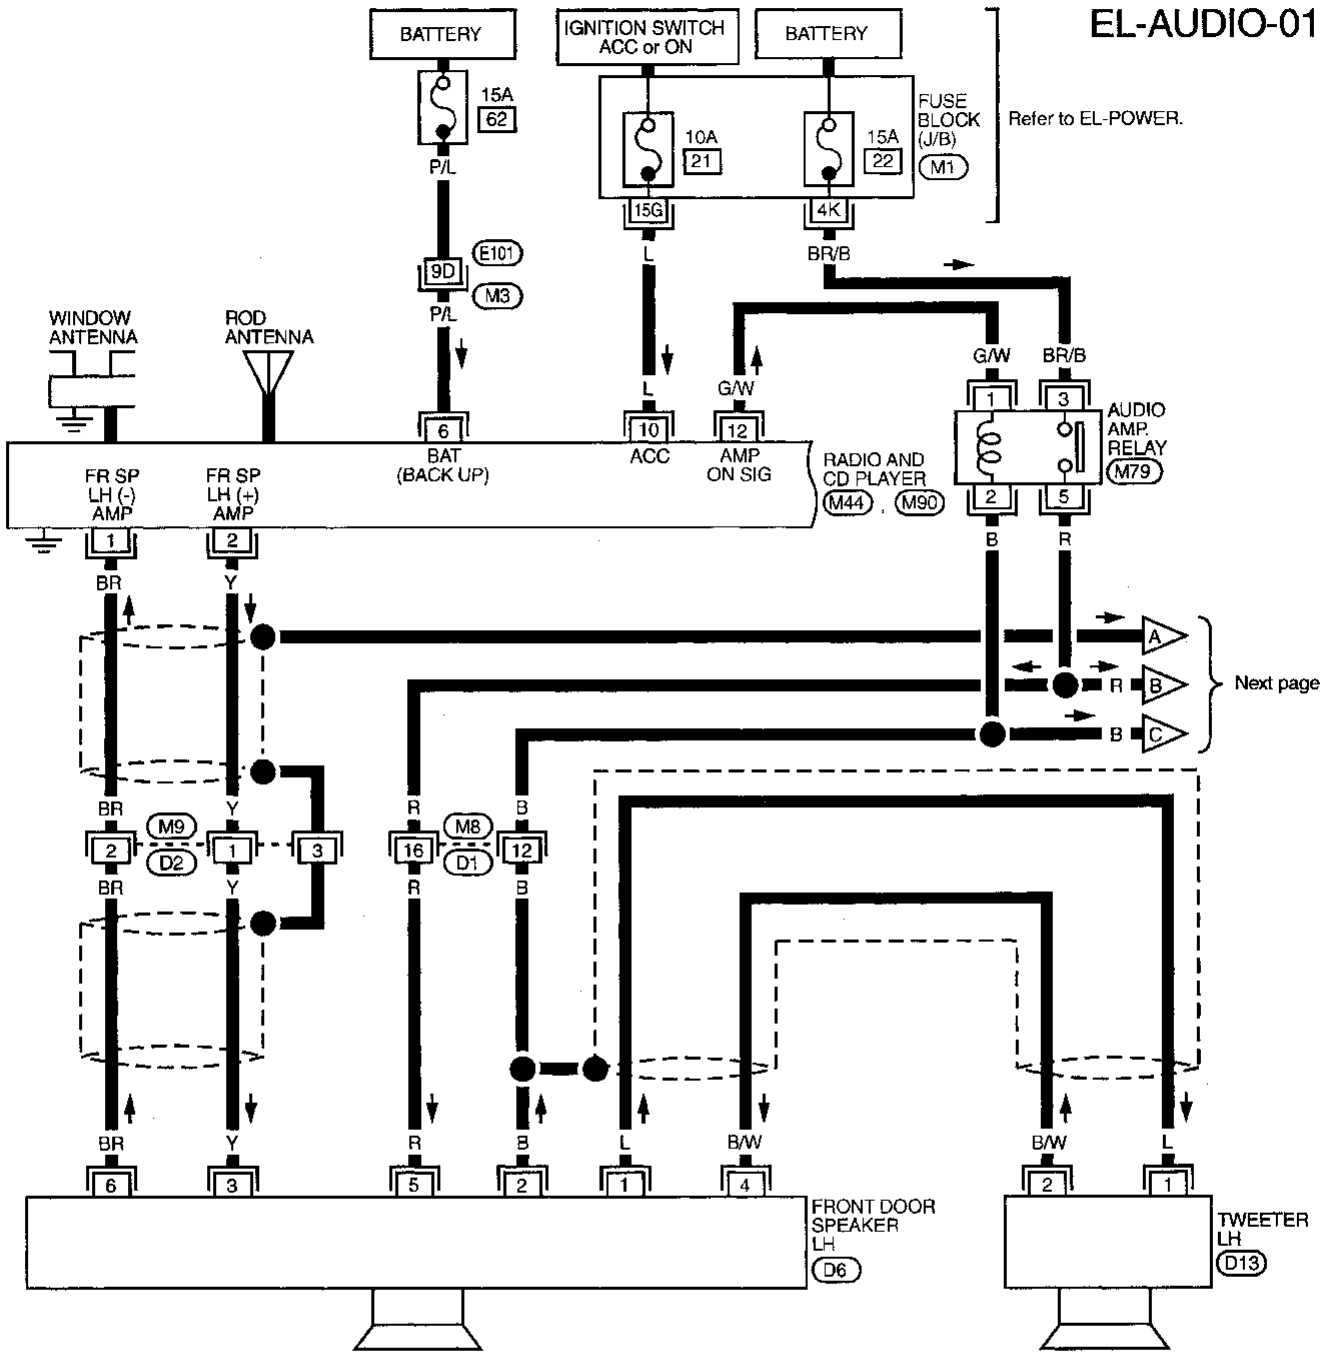 EL-AUDIO-01
BATTERY
IGNITION SWITCH
ACC or ON
BATTERY
15A
62
10A
21
15A
22
FUSE
BLOCK
(J/B)
M1
Refer to EL-POWER.
P/L
15G
4K
L
BR/B
9D
E101
M3
P/L
WINDOW
ANTENNA
ROD
ANTENNA
L
G/W
G/W
BR/B
6
10
12
1
3
AUDIO
AMP.
RELAY
M79
BAT
(BACK UP)
ACC
AMP
ON SIG
RADIO AND
CD PLAYER
M44 , M90
FR SP
LH (-)
AMP
FR SP
LH (+)
AMP
2
5
1
2
B
R
BR
Y
A
R
B
B
C
Next page
BR
Y
R
B
2
M9
D2
1
3
16
M8
D1
12
BR
Y
R
B
BR
Y
R
B
L
B/W
B/W
L
6
3
5
2
1
4
2
1
FRONT DOOR
SPEAKER
LH
D6
TWEETER
LH
D13